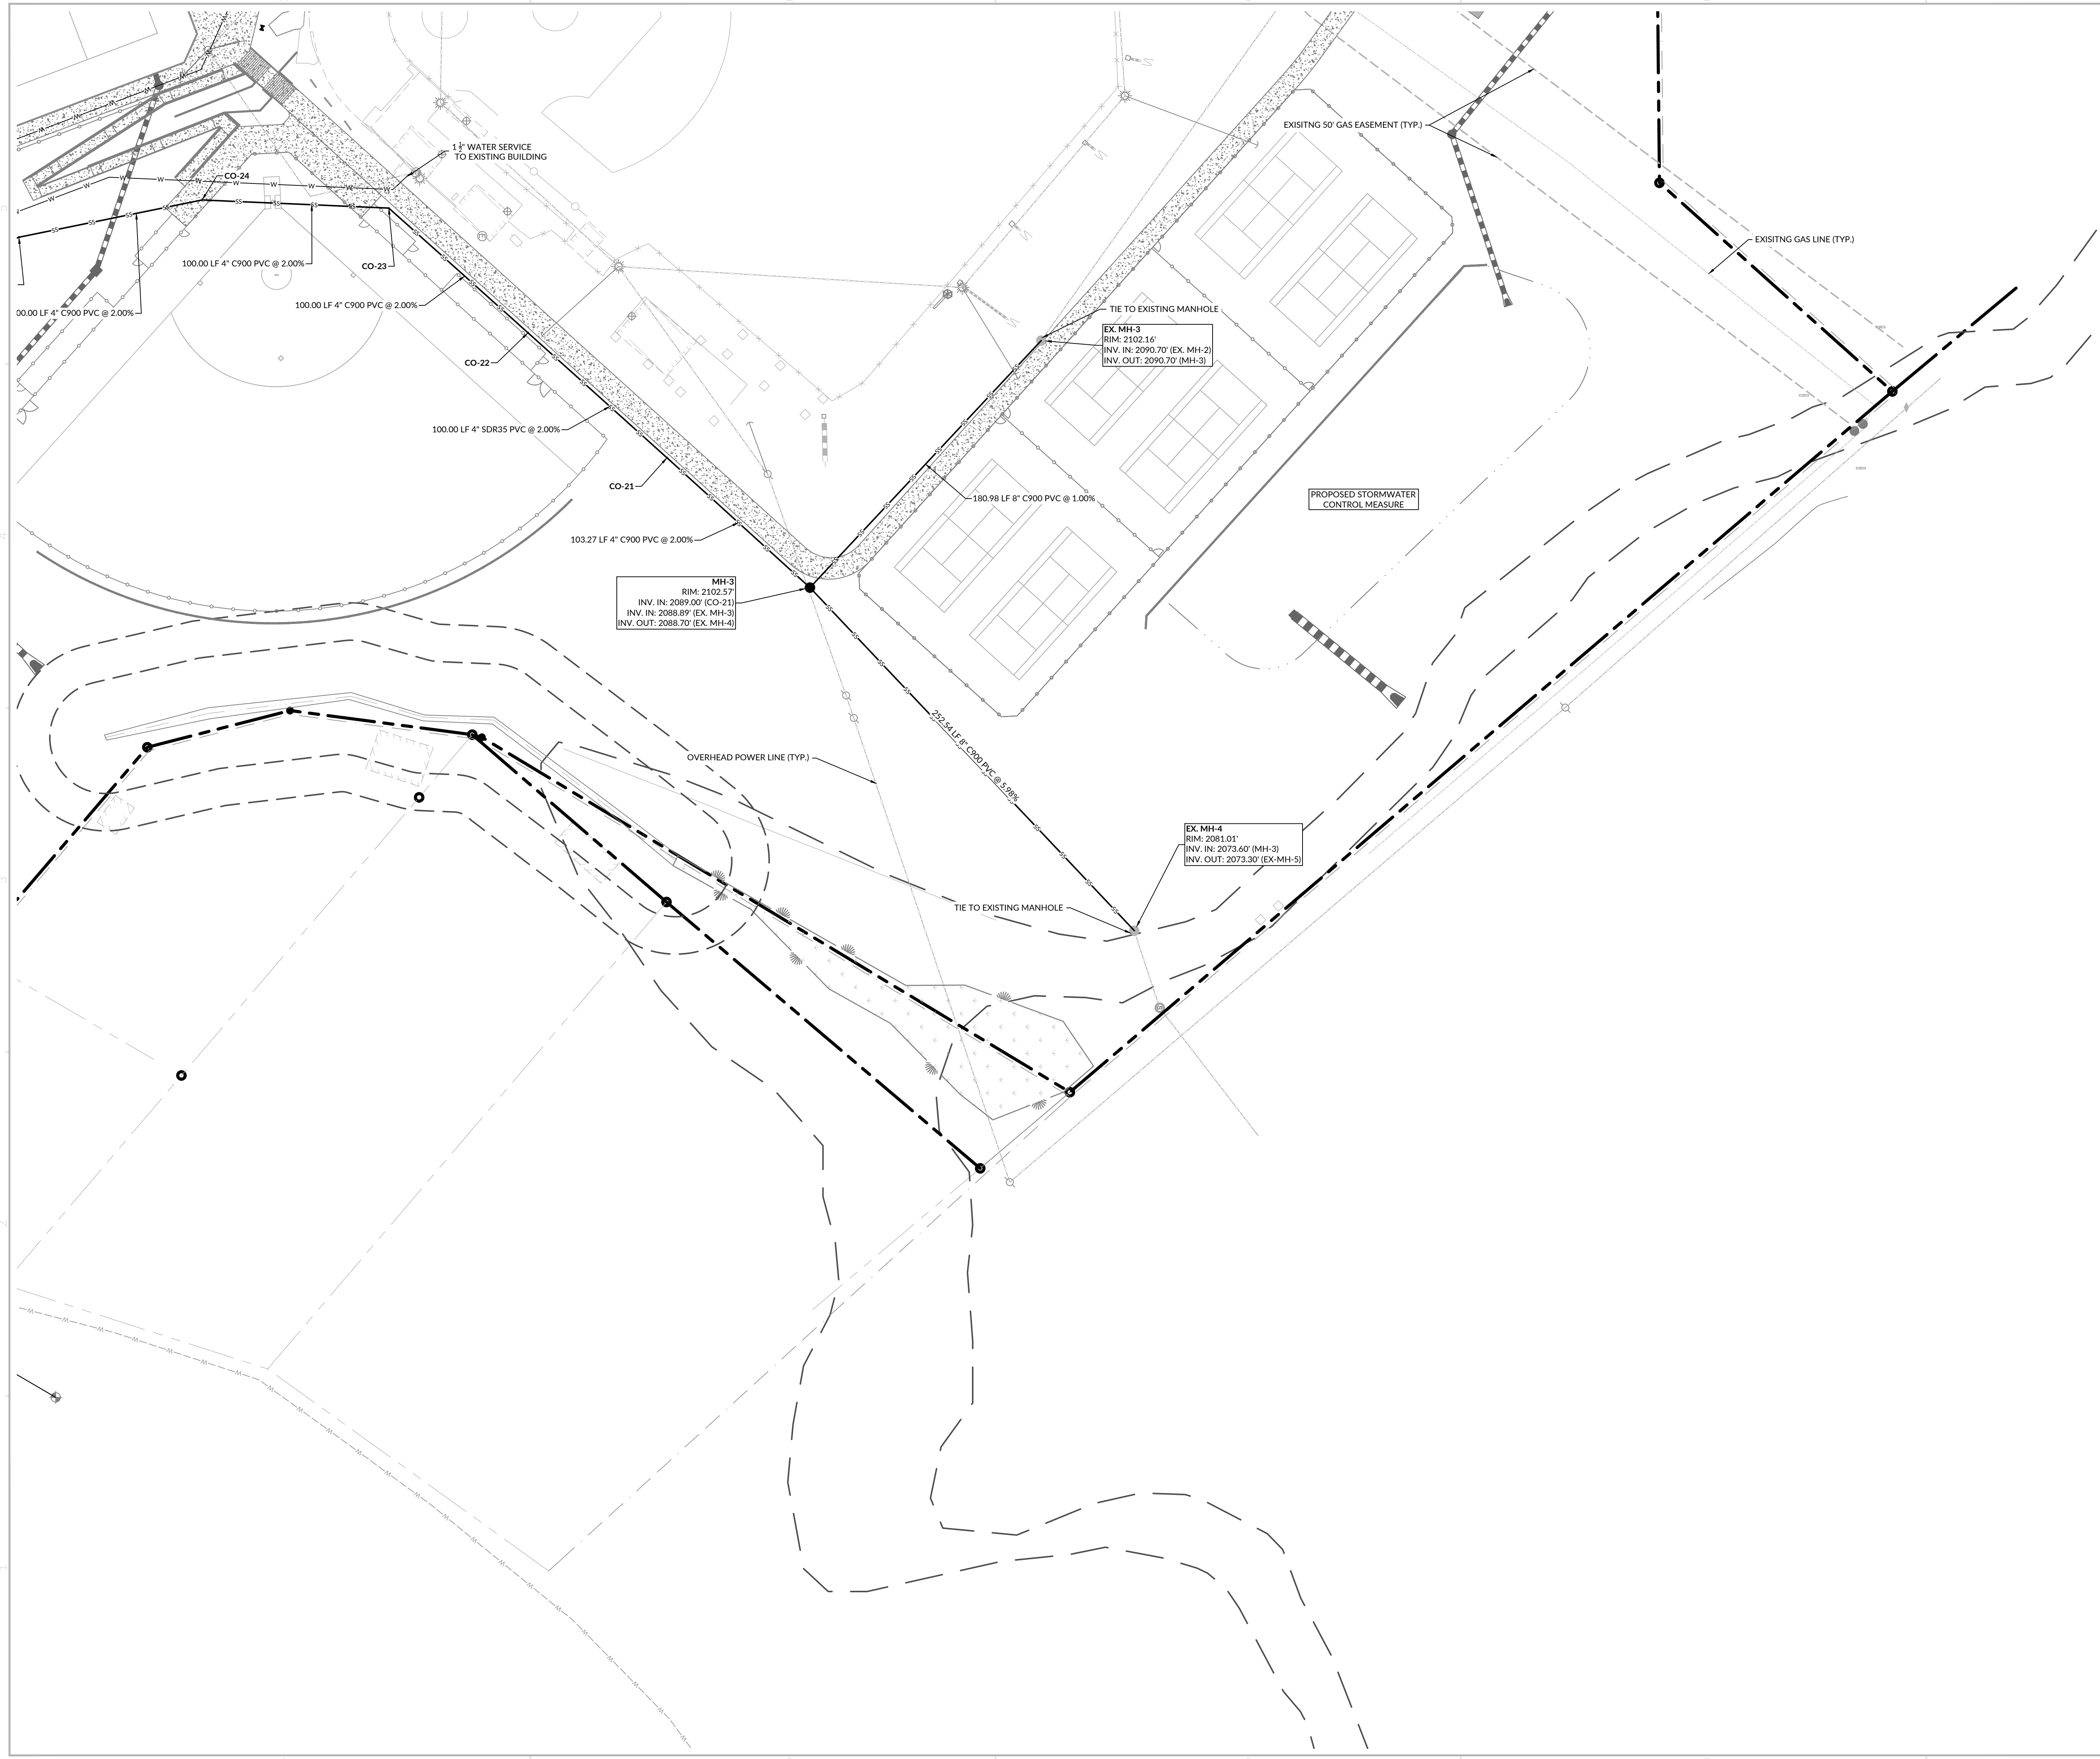 1 1/2" WATER SERVICE
TO EXISTING BUILDING
CO-24
100.00 LF 4" C900 PVC @ 2.00%
CO-23
00.00 LF 4" C900 PVC @ 2.00%
100.00 LF 4" C900 PVC @ 2.00%
CO-22
100.00 LF 4" SDR35 PVC @ 2.00%
CO-21
103.27 LF 4" C900 PVC @ 2.00%
MH-3
RIM: 2102.57'
INV. IN: 2089.00' (CO-21)
INV. IN: 2088.89' (EX. MH-3)
INV. OUT: 2088.70' (EX. MH-4)
EXISITNG 50' GAS EASEMENT (TYP.)
EXISITNG GAS LINE (TYP.)
TIE TO EXISTING MANHOLE
EX. MH-3
RIM: 2102.16'
INV. IN: 2090.70' (EX. MH-2)
INV. OUT: 2090.70' (MH-3)
180.98 LF 8" C900 PVC @ 1.00%
PROPOSED STORMWATER
CONTROL MEASURE
252.54 LF 8" C900 PVC @ 5.98%
OVERHEAD POWER LINE (TYP.)
EX. MH-4
RIM: 2081.01'
INV. IN: 2073.60' (MH-3)
INV. OUT: 2073.30' (EX-MH-5)
TIE TO EXISTING MANHOLE